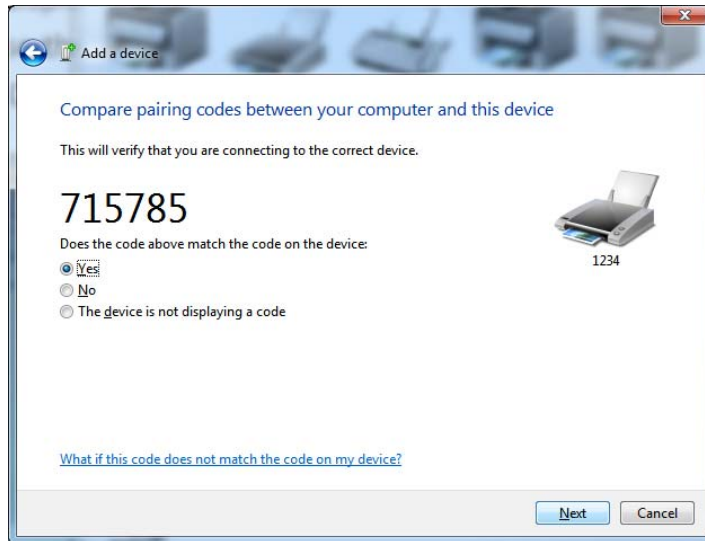 Add a device
Compare pairing codes between your computer and this device
This will verify that you are connecting to the correct device.
715785
Does the code above match the code on the device:
1234
Yes
No
The device is not displaying a code
What if this code does not match the code on my device?
Next Cancel